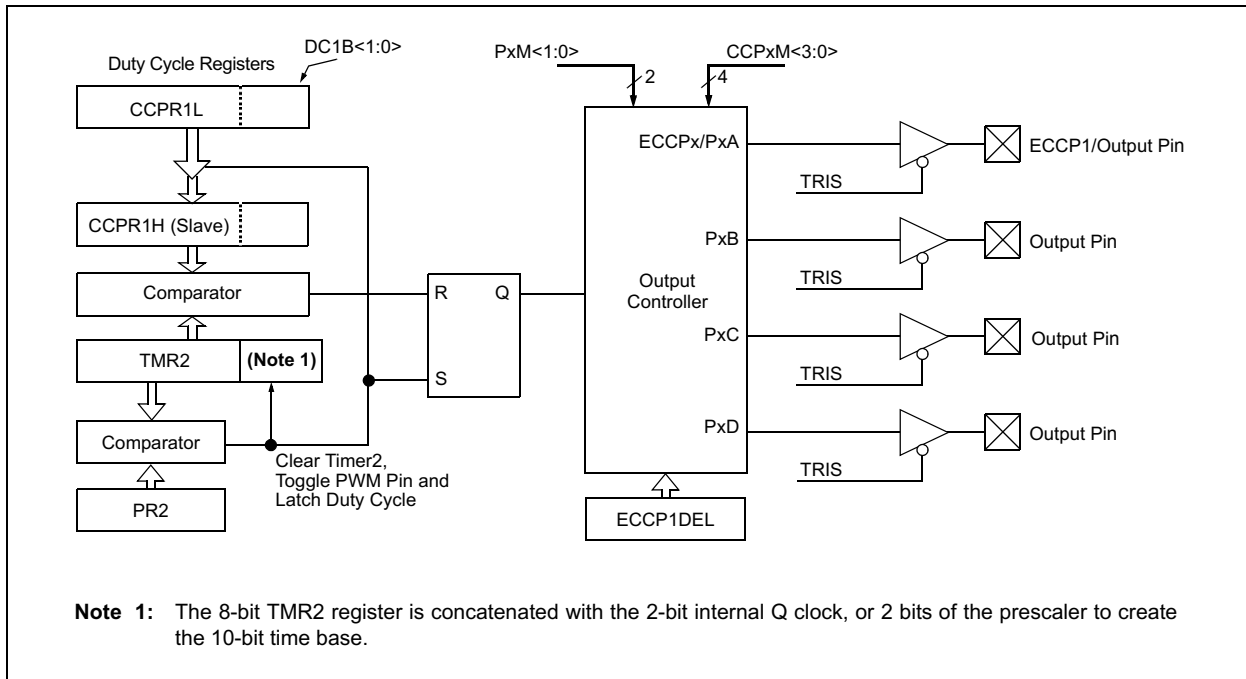 DC1B<1:0>
Duty Cycle Registers
CCPR1L
CCPR1H (Slave)
Comparator
TMR2
(Note 1)
Comparator
PR2
Clear Timer2,
Toggle PWM Pin and
Latch Duty Cycle
R
Q
S
PxM<1:0>
2
CCPxM<3:0>
4
Output
Controller
ECCP1DEL
ECCPx/PxA
TRIS
ECCP1/Output Pin
PxB
TRIS
Output Pin
PxC
TRIS
Output Pin
PxD
TRIS
Output Pin
Note 1: The 8-bit TMR2 register is concatenated with the 2-bit internal Q clock, or 2 bits of the prescaler to create
the 10-bit time base.